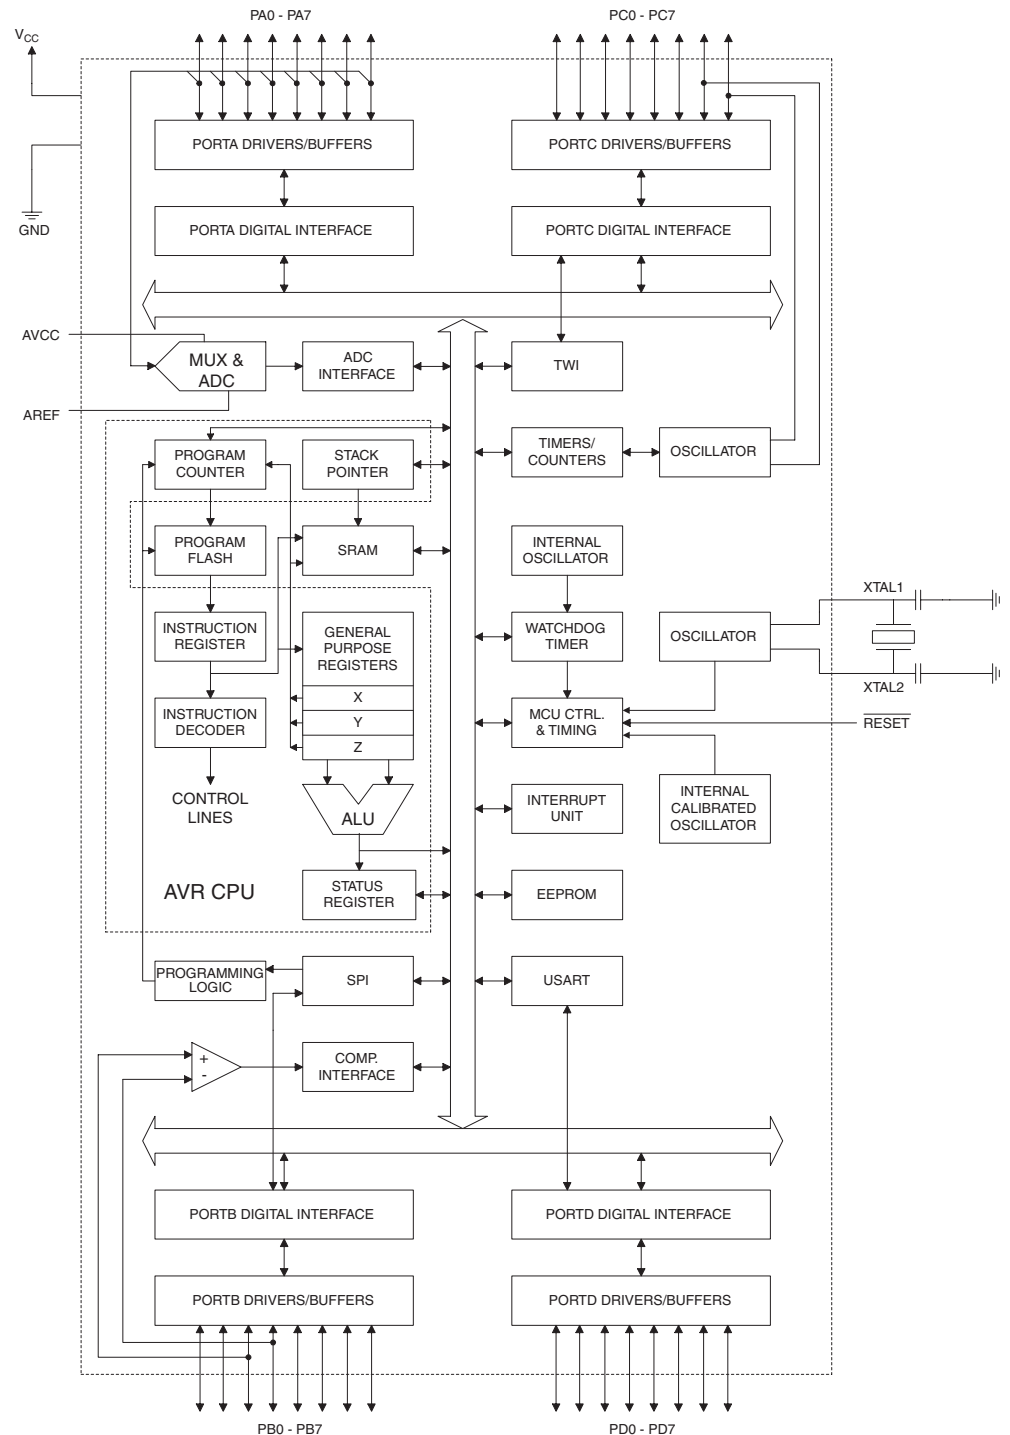 PA0 - PA7
PC0 - PC7
VCC
PORTA DRIVERS/BUFFERS
PORTC DRIVERS/BUFFERS
GND
PORTA DIGITAL INTERFACE
PORTC DIGITAL INTERFACE
AVCC
MUX &
ADC
ADC
INTERFACE
TWI
AREF
PROGRAM
COUNTER
STACK
POINTER
TIMERS/
COUNTERS
OSCILLATOR
PROGRAM
FLASH
SRAM
INTERNAL
OSCILLATOR
XTAL1
INSTRUCTION
REGISTER
GENERAL
PURPOSE
REGISTERS
WATCHDOG
TIMER
OSCILLATOR
XTAL2
X
INSTRUCTION
DECODER
Y
MCU CTRL.
& TIMING
RESET
Z
CONTROL
LINES
ALU
INTERRUPT
UNIT
INTERNAL
CALIBRATED
OSCILLATOR
AVR CPU
STATUS
REGISTER
EEPROM
PROGRAMMING
LOGIC
SPI
USART
+
-
COMP.
INTERFACE
PORTB DIGITAL INTERFACE
PORTD DIGITAL INTERFACE
PORTB DRIVERS/BUFFERS
PORTD DRIVERS/BUFFERS
PB0 - PB7
PD0 - PD7